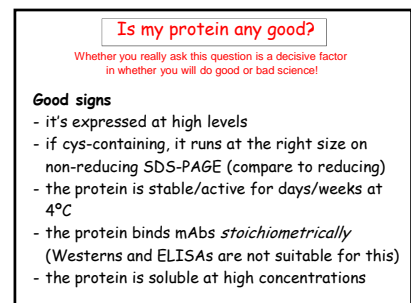 Is my protein any good?
Whether you really ask this question is a decisive factor
in whether you will do good or bad science!
Good signs
- it's expressed at high levels
- if cys-containing, it runs at the right size on
non-reducing SDS-PAGE (compare to reducing)
- the protein is stable/active for days/weeks at
4ºC
- the protein binds mAbs stoichiometrically
(Westerns and ELISAs are not suitable for this)
- the protein is soluble at high concentrations